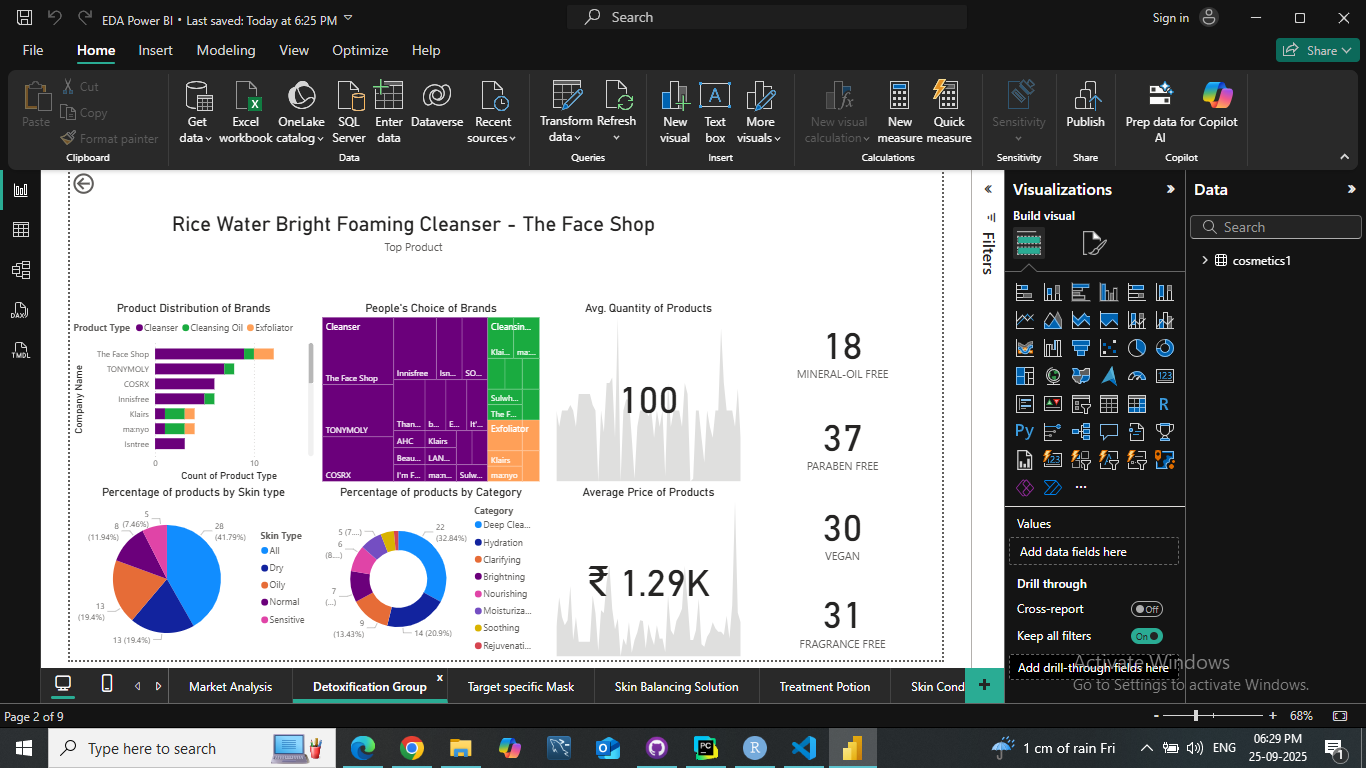 EDA Power BI • Last saved: Today at 6:25 PM
Search
Sign in
File
Home
Insert
Modeling
View
Optimize
Help
Share
Paste
Cut
Copy
Format painter
Clipboard
Get data
Excel workbook
OneLake catalog
SQL Server
Enter data
Dataverse
Recent sources
Data
Transform data
Refresh
Queries
New visual
Text box
More visuals
Insert
New visual calculation
New measure
Quick measure
Calculations
Sensitivity
Sensitivity
Publish
Share
Prep data for AI
Copilot
Copilot
Rice Water Bright Foaming Cleanser - The Face Shop
Top Product
Product Distribution of Brands
Product Type Cleanser Cleansing Oil Exfoliator
Company Name
The Face Shop
TONYMOLY
COSRX
Innisfree
Klairs
ma:nyo
Isntree
0 10
Count of Product Type
People's Choice of Brands
Cleanser
The Face Shop
TONYMOLY
COSRX
Innisfree
Isn...
SO...
Than...
b...
E...
It'...
AHC
Klairs
Beau...
LAN...
I'm F...
ma:n...
Sulw...
Cleansin...
Klai...
ma:...
Sulwh...
The F...
Exfoliator
Klairs
ma:nyo
Avg. Quantity of Products
100
18
MINERAL-OIL FREE
37
PARABEN FREE
30
VEGAN
31
FRAGRANCE FREE
Percentage of products by Skin type
28
(41.79%)
13 (19.4%)
13
(19.4%)
8
(11.94%)
5
(7.46%)
Skin Type
All
Dry
Oily
Normal
Sensitive
Percentage of products by Category
22
(32.84%)
14 (20.9%)
9
(13.43%)
7
(...)
6
(8....)
5 (7....)
Category
Deep Clea...
Hydration
Clarifying
Brightning
Nourishing
Moisturiza...
Soothing
Rejuvenati...
Average Price of Products
₹ 1.29K
Filters
Visualizations
Build visual
Values
Add data fields here
Drill through
Cross-report
Off
Keep all filters
On
Add drill-through fields here
Data
Search
cosmetics1
Activate Windows
Go to Settings to activate Windows.
Market Analysis
Detoxification Group
x
Target specific Mask
Skin Balancing Solution
Treatment Potion
Skin Cond
+
Page 2 of 9
- + 68%
Type here to search
1 cm of rain Fri
ENG
06:29 PM
25-09-2025
1